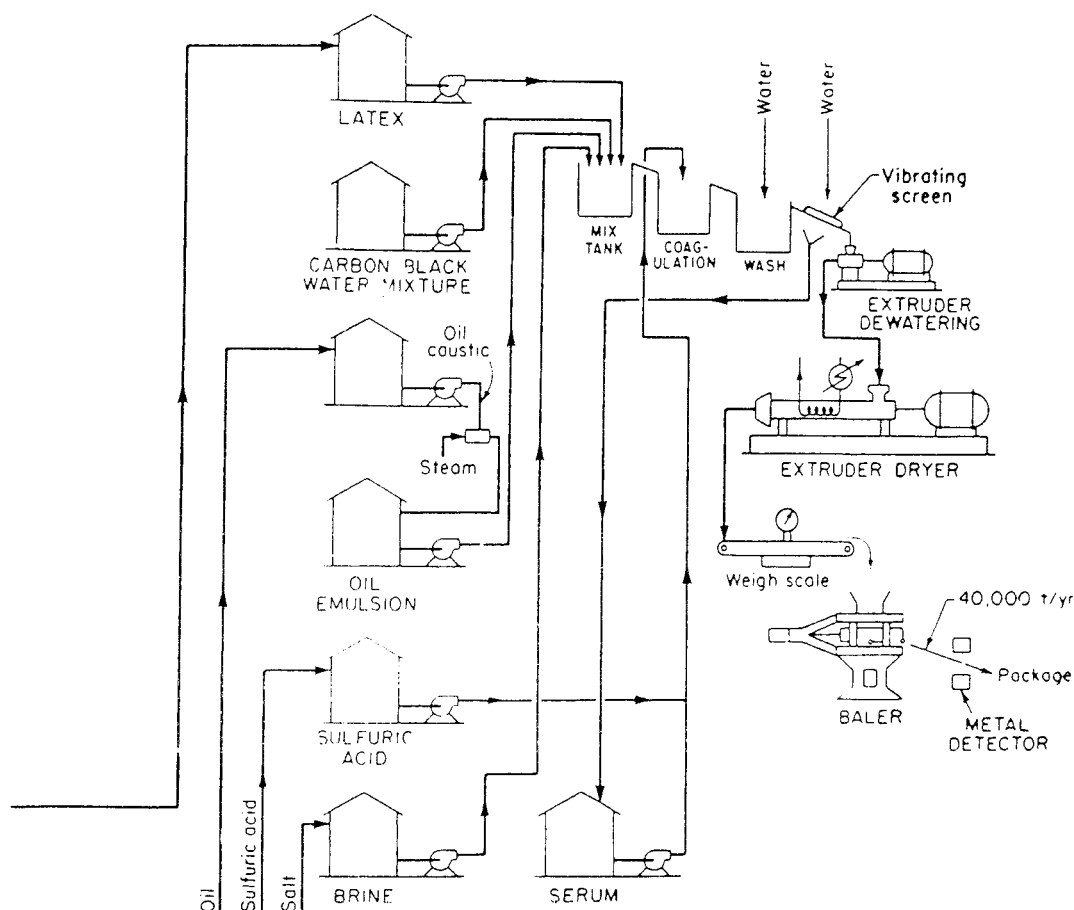 LATEX
Water
Water
Vibrating
screen
MIX
TANK
COAG-
ULATION
WASH
CARBON BLACK
WATER MIXTURE
EXTRUDER
DEWATERING
Oil
caustic
Steam
EXTRUDER DRYER
OIL
EMULSION
Weigh scale
40,000 t/yr
Package
BALER
METAL
DETECTOR
SULFURIC
ACID
Oil
Sulfuric acid
Salt
BRINE
SERUM